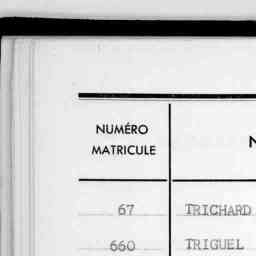 NUMÉRO
MATRICULE
67 TRICHARD
660 TRIGUEL